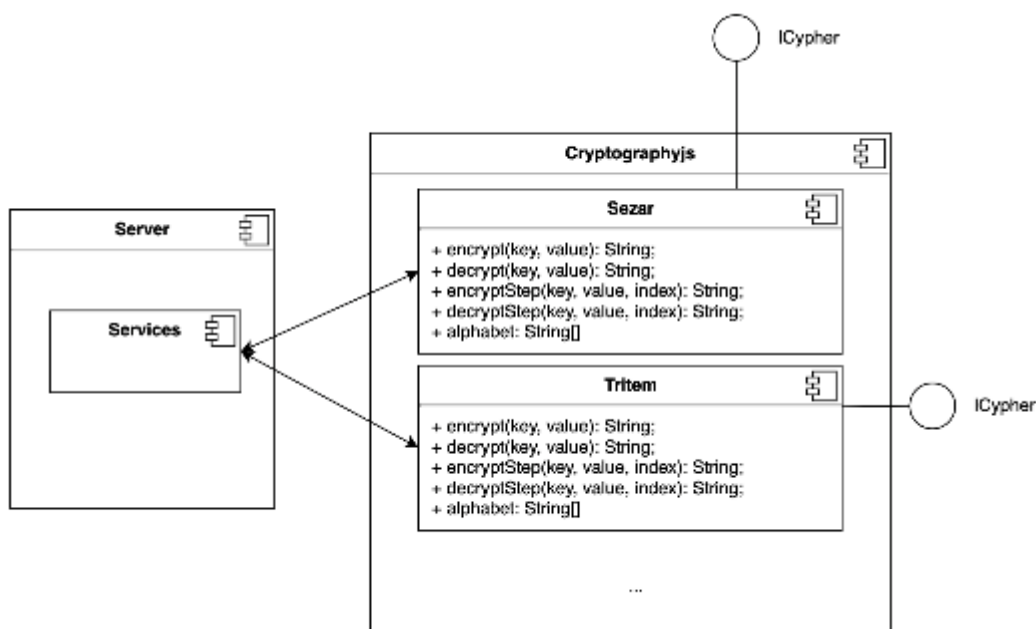 ICypher
Cryptographyjs
Sezar
+ encrypt(key, value): String;
+ decrypt(key, value): String;
+ encryptStep(key, value, index): String;
+ decryptStep(key, value, index): String;
+ alphabet: String[]
Server
Services
Tritem
+ encrypt(key, value): String;
+ decrypt(key, value): String;
+ encryptStep(key, value, index): String;
+ decryptStep(key, value, index): String;
+ alphabet: String[]
ICypher
...